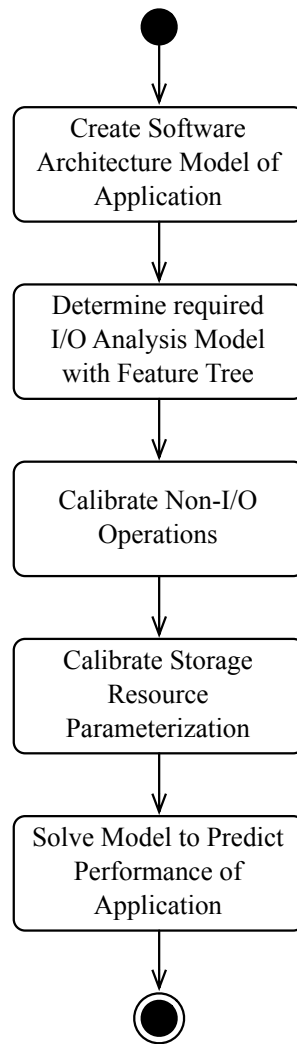 Create Software
Architecture Model of
Application
Determine required
I/O Analysis Model
with Feature Tree
Calibrate Non-I/O
Operations
Calibrate Storage
Resource
Parameterization
Solve Model to Predict
Performance of
Application